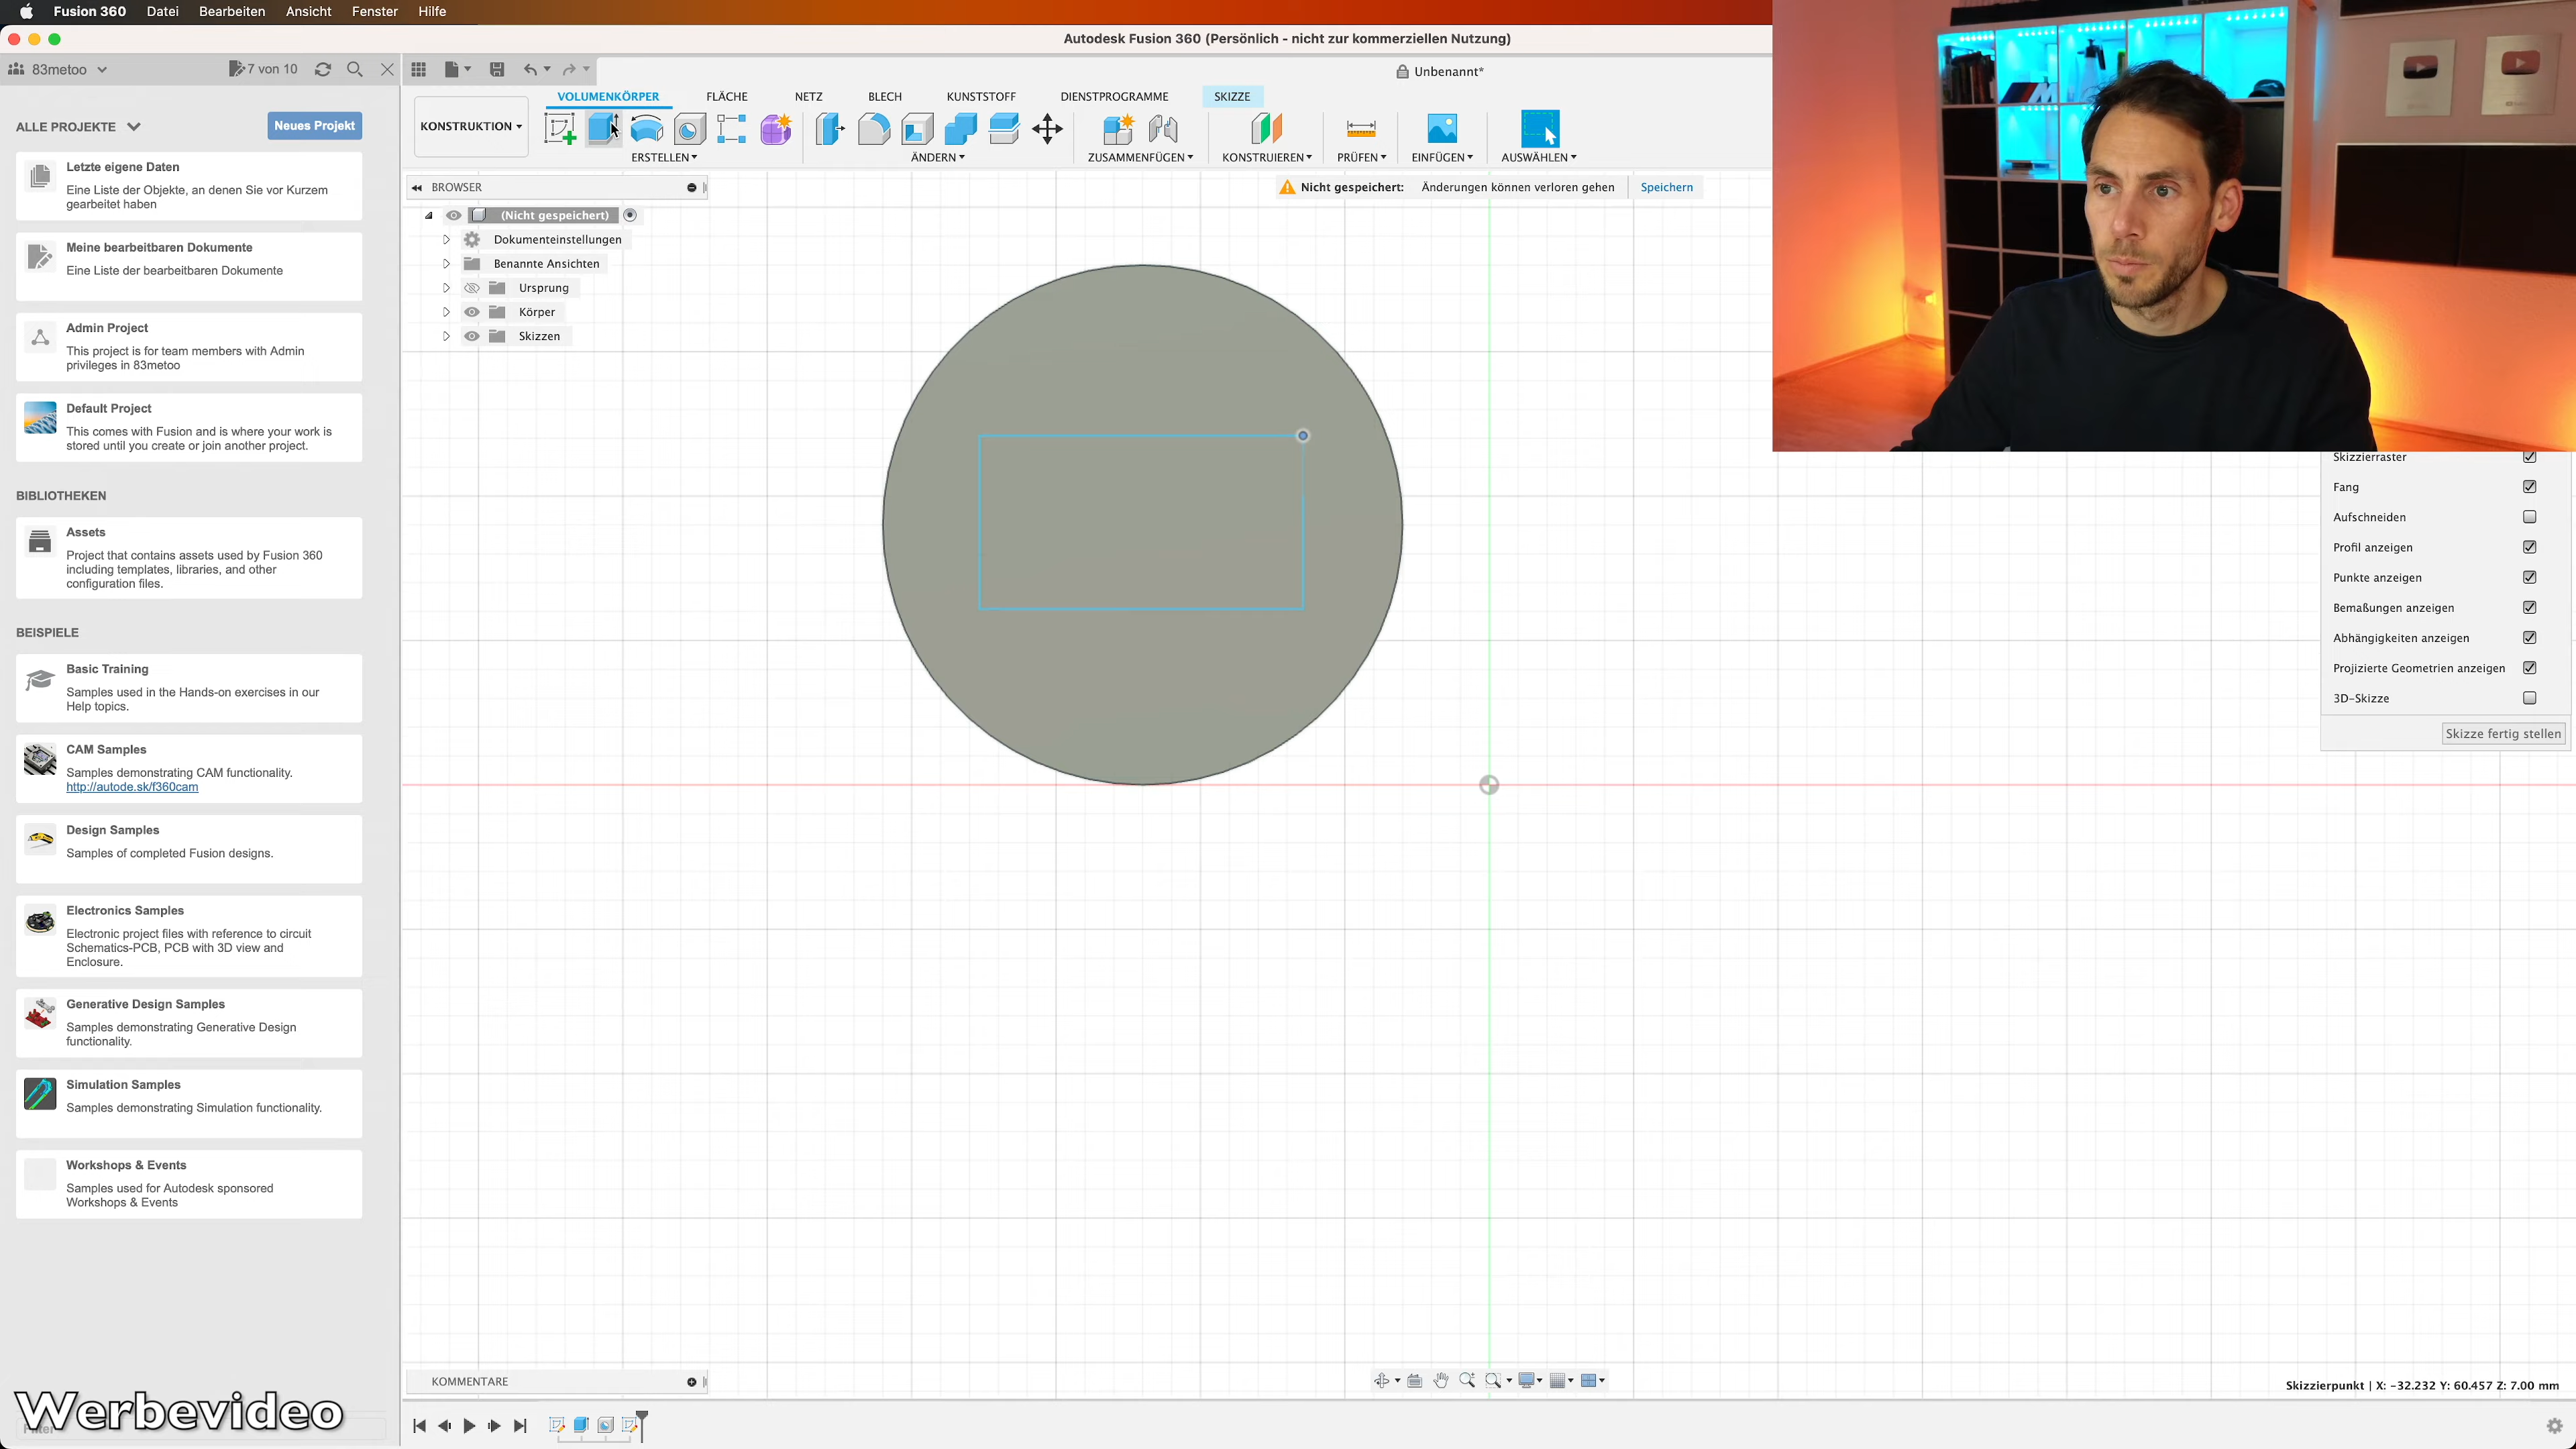 Fusion 360 Datei Bearbeiten Ansicht Fenster Hilfe
Autodesk Fusion 360 (Persönlich - nicht zur kommerziellen Nutzung)
83metoo
7 von 10
Unbenannt*
ALLE PROJEKTE
Neues Projekt
Letzte eigene Daten
Eine Liste der Objekte, an denen Sie vor Kurzem
gearbeitet haben
Meine bearbeitbaren Dokumente
Eine Liste der bearbeitbaren Dokumente
Admin Project
This project is for team members with Admin
privileges in 83metoo
Default Project
This comes with Fusion and is where your work is
stored until you create or join another project.
BIBLIOTHEKEN
Assets
Project that contains assets used by Fusion 360
including templates, libraries, and other
configuration files.
BEISPIELE
Basic Training
Samples used in the Hands-on exercises in our
Help topics.
CAM Samples
Samples demonstrating CAM functionality.
http://autode.sk/f360cam
Design Samples
Samples of completed Fusion designs.
Electronics Samples
Electronic project files with reference to circuit
Schematics-PCB, PCB with 3D view and
Enclosure.
Generative Design Samples
Samples demonstrating Generative Design
functionality.
Simulation Samples
Samples demonstrating Simulation functionality.
Workshops & Events
Samples used for Autodesk sponsored
Workshops & Events
Werbevideo
Filter
KONSTRUKTION
VOLUMENKÖRPER FLÄCHE NETZ BLECH KUNSTSTOFF DIENSTPROGRAMME SKIZZE
ERSTELLEN ÄNDERN ZUSAMMENFÜGEN KONSTRUIEREN PRÜFEN EINFÜGEN AUSWÄHLEN
BROWSER
Nicht gespeichert: Änderungen können verloren gehen Speichern
(Nicht gespeichert)
Dokumenteinstellungen
Benannte Ansichten
Ursprung
Körper
Skizzen
Skizzierraster
Fang
Aufschneiden
Profil anzeigen
Punkte anzeigen
Bemaßungen anzeigen
Abhängigkeiten anzeigen
Projizierte Geometrien anzeigen
3D-Skizze
Skizze fertig stellen
KOMMENTARE
Skizzierpunkt | X: -32.232 Y: 60.457 Z: 7.00 mm